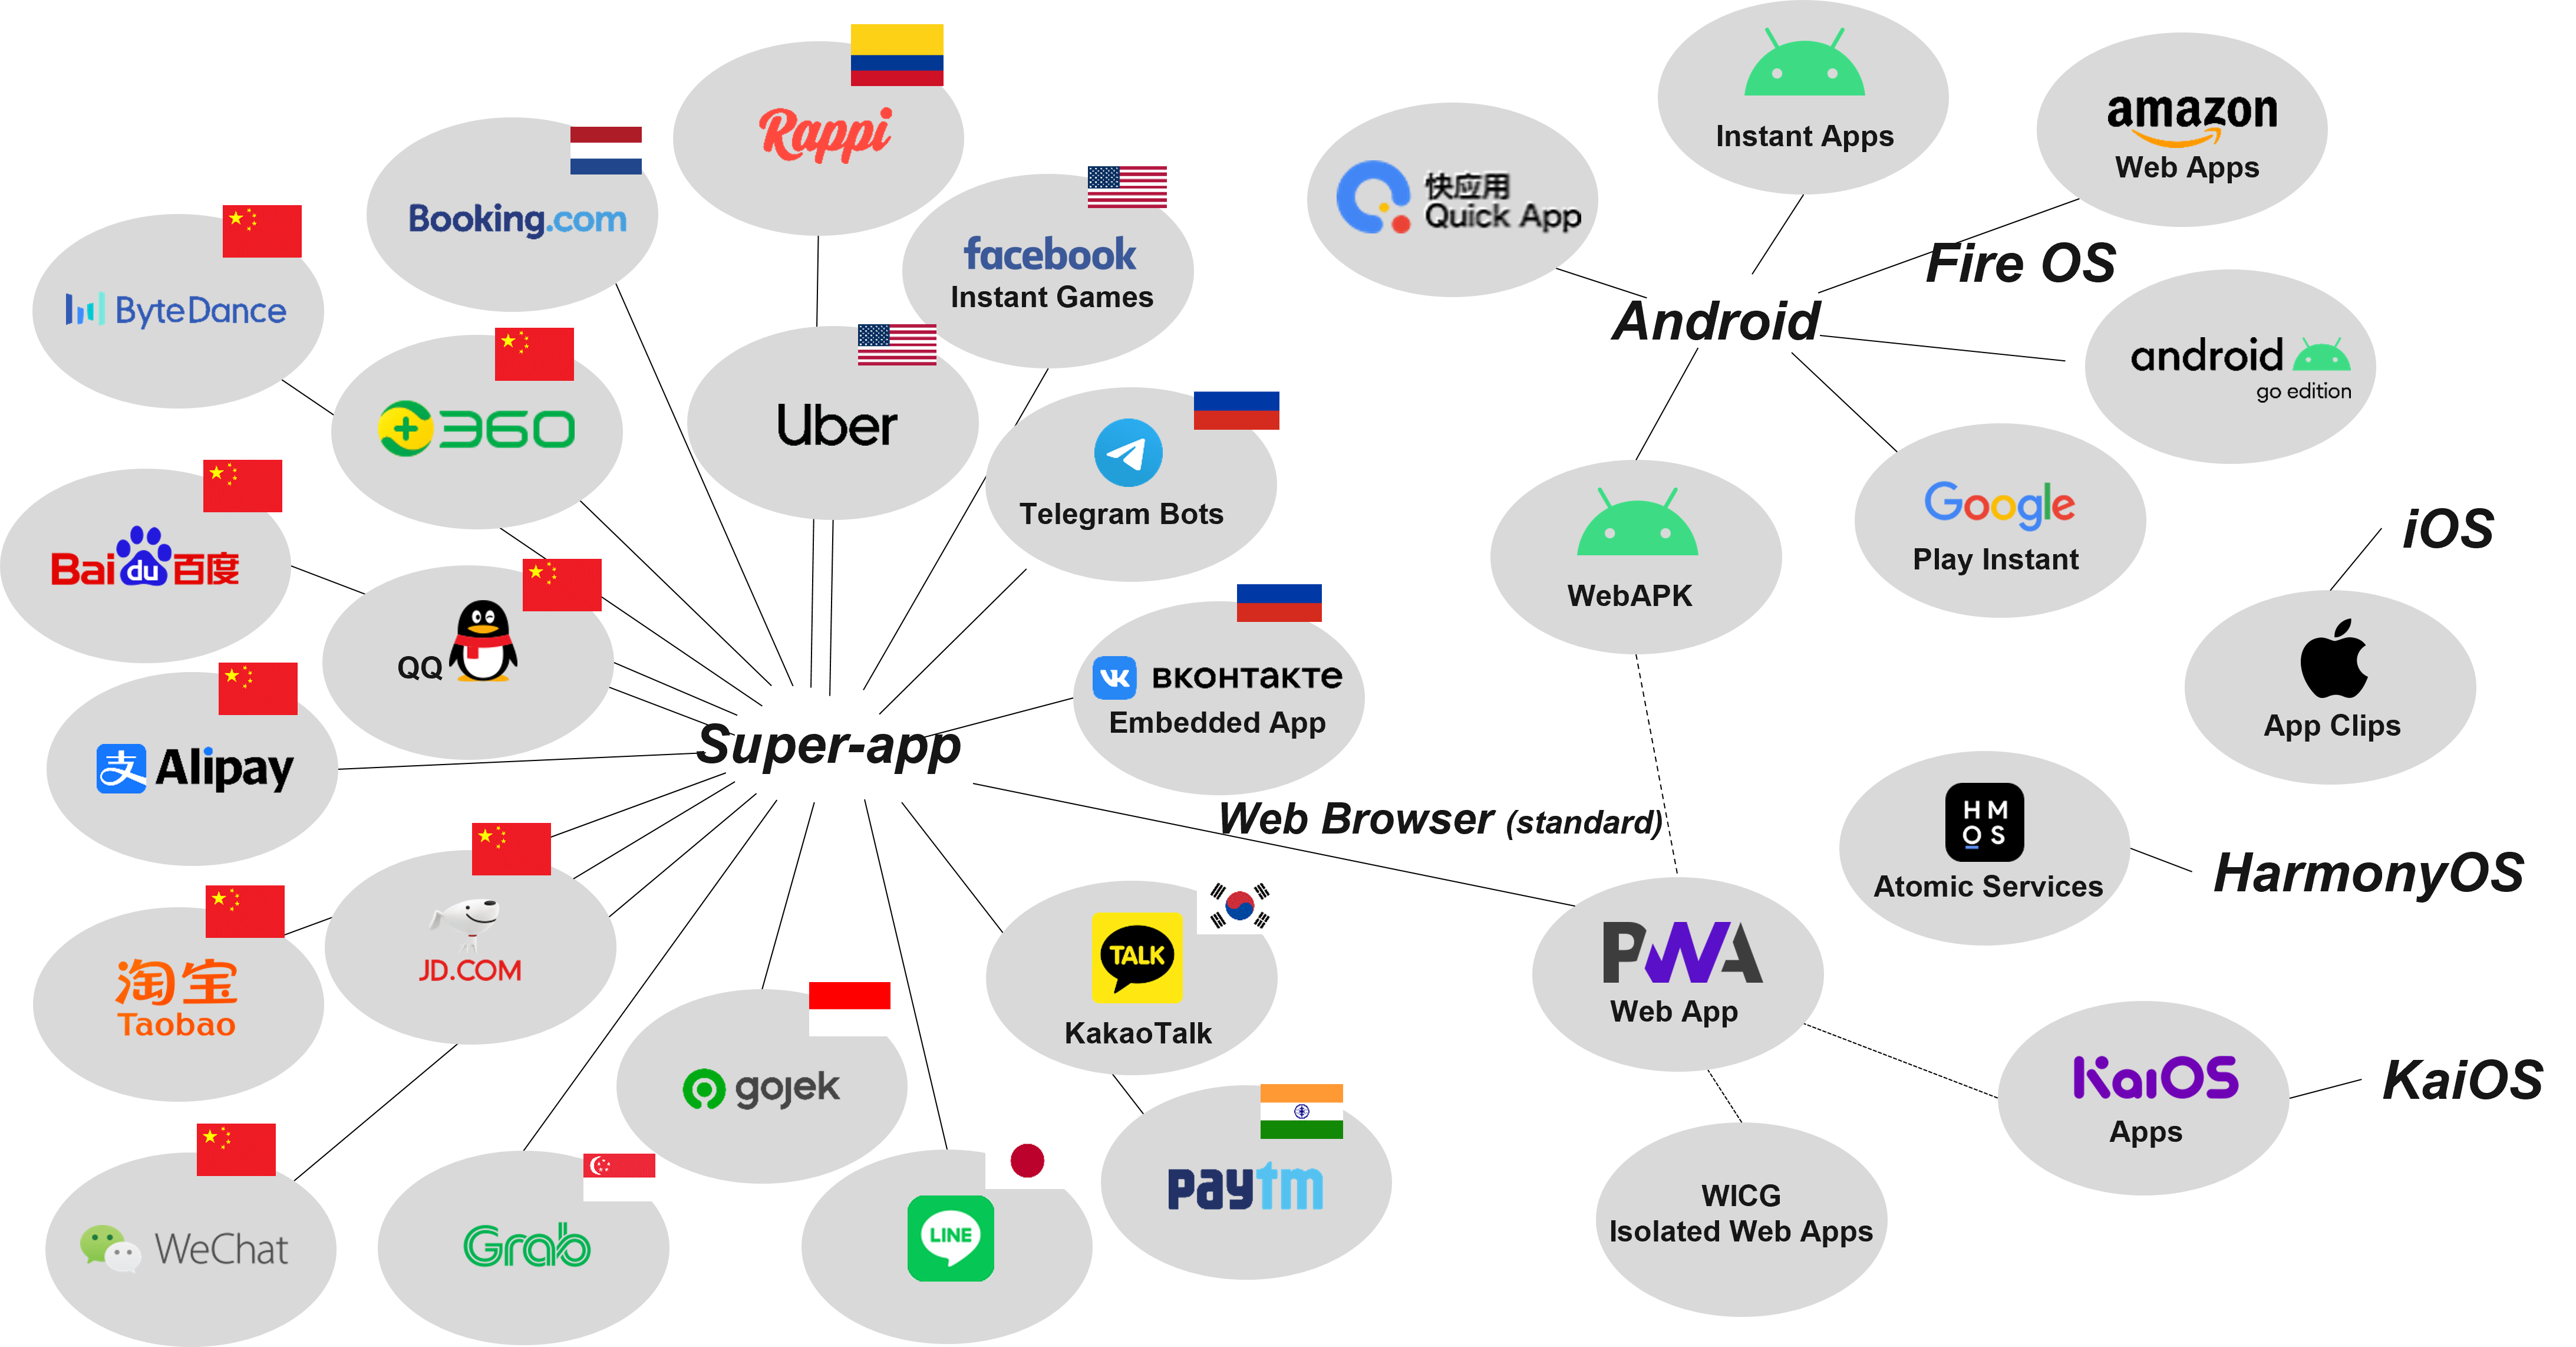 Rappi
Booking.com
facebook
Instant Games
ByteDance
360
Uber
Telegram Bots
Bai du 百度
QQ
вконтакте
Embedded App
支 Alipay
Super-app
Web Browser (standard)
JD.COM
淘宝
Taobao
TALK
KakaoTalk
gojek
paytm
WeChat
Grab
LINE
Instant Apps
amazon
Web Apps
快应用
Quick App
Fire OS
Android
android
go edition
Google
Play Instant
WebAPK
iOS
App Clips
HM
OS
Atomic Services
HarmonyOS
PWA
Web App
KaiOS
Apps
KaiOS
WICG
Isolated Web Apps